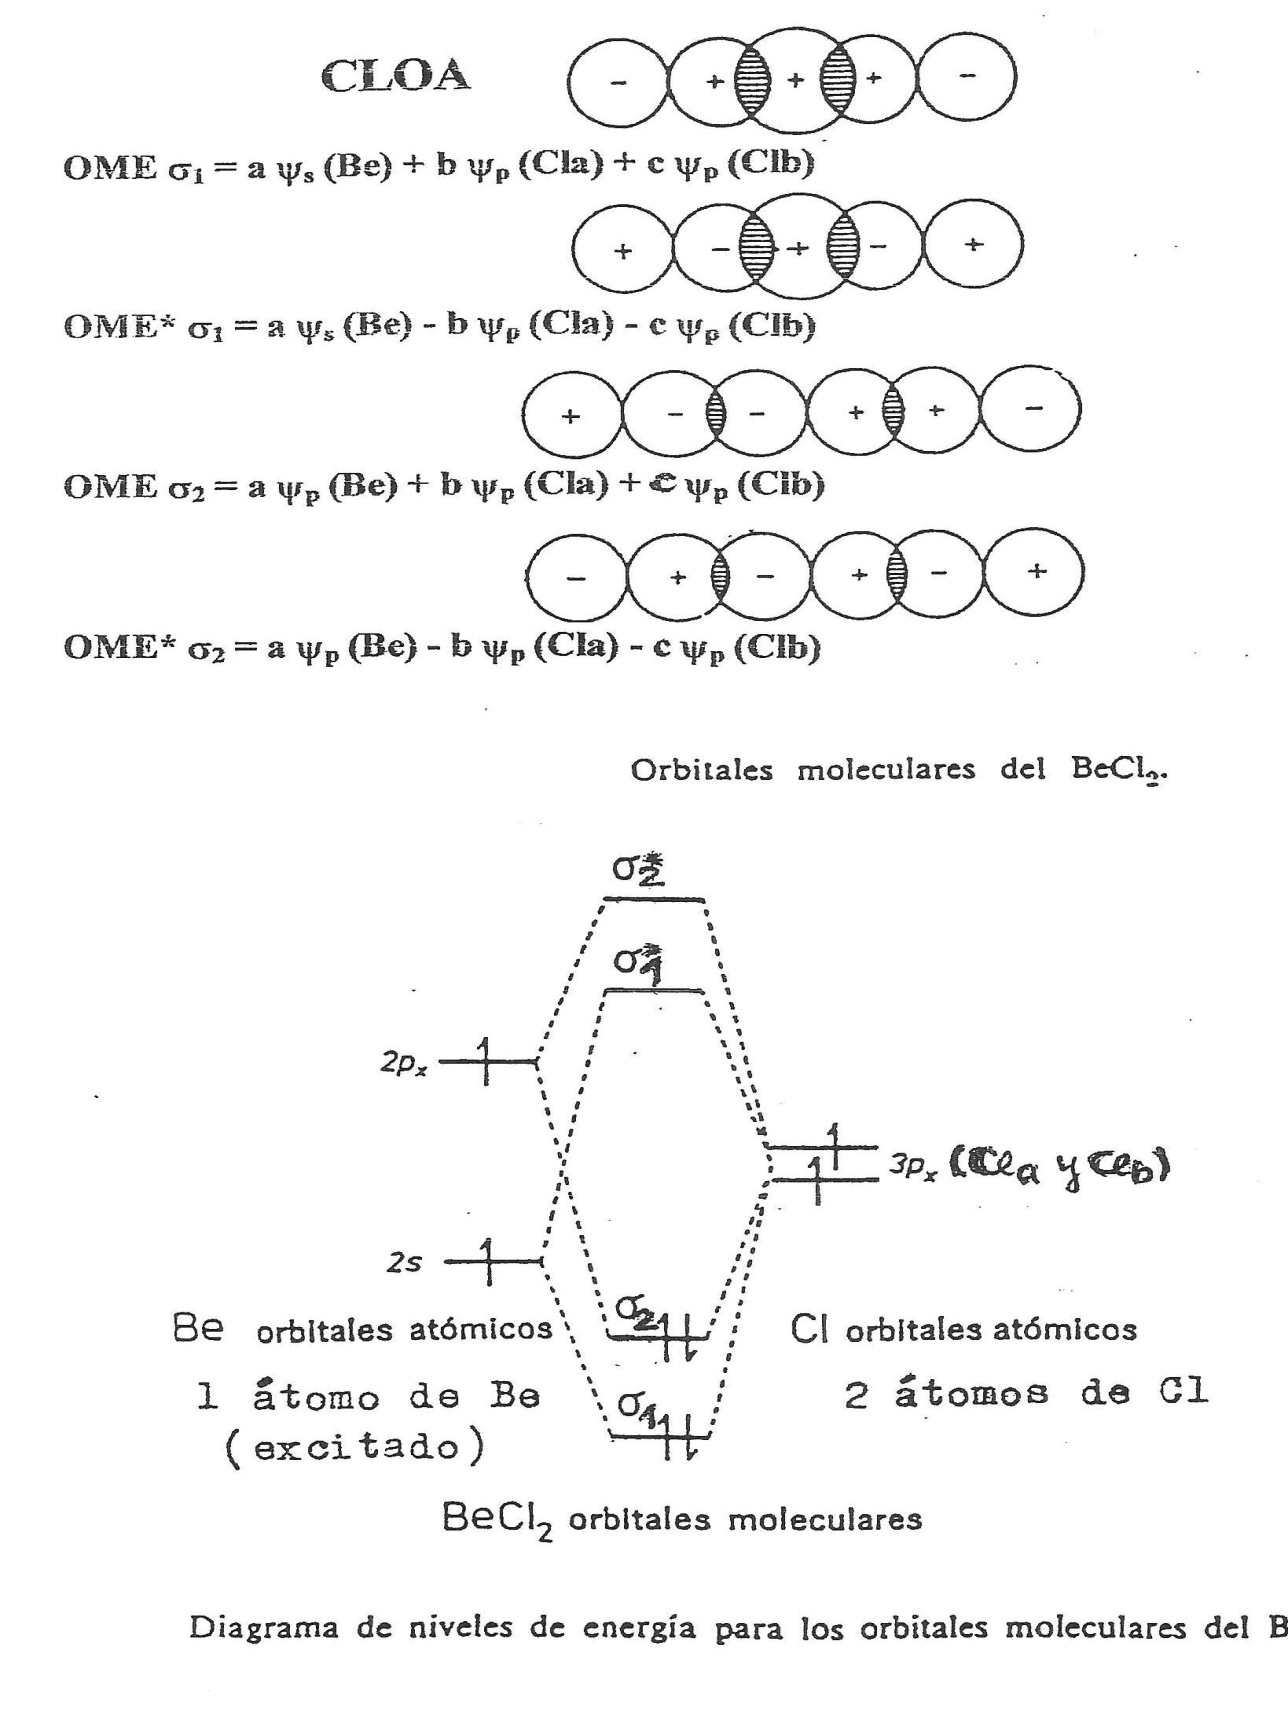 CLOA
- + + + -
OME σ₁ = a ψₛ (Be) + b ψₚ (Cla) + c ψₚ (Clb)
+ - + - +
OME* σ₁ = a ψₛ (Be) - b ψₚ (Cla) - c ψₚ (Clb)
+ - - + + -
OME σ₂ = a ψₚ (Be) + b ψₚ (Cla) + c ψₚ (Clb)
- + - + - +
OME* σ₂ = a ψₚ (Be) - b ψₚ (Cla) - c ψₚ (Clb)
Orbitales moleculares del BeCl₂.
σ₂*
σ₁*
2pₓ
3pₓ (Cla y Clb)
2s
σ₂
Be orbitales atómicos
Cl orbitales atómicos
1 átomo de Be
2 átomos de Cl
σ₁
(excitado)
BeCl₂ orbitales moleculares
Diagrama de niveles de energía para los orbitales moleculares del B